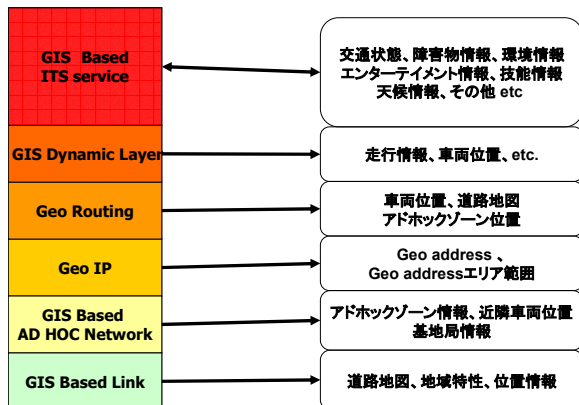 GIS Based
ITS service
交通状態、障害物情報、環境情報
エンターテイメント情報、技能情報
天候情報、その他 etc
GIS Dynamic Layer
走行情報、車両位置、etc.
Geo Routing
車両位置、道路地図
アドホックゾーン位置
Geo IP
Geo address 、
Geo addressエリア範囲
GIS Based
AD HOC Network
アドホックゾーン情報、近隣車両位置
基地局情報
GIS Based Link
道路地図、地域特性、位置情報